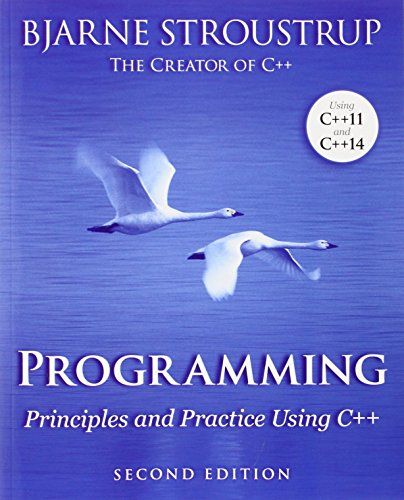 BJARNE STROUSTRUP
THE CREATOR OF C++
Using
C++11
and
C++14
PROGRAMMING
Principles and Practice Using C++
SECOND EDITION